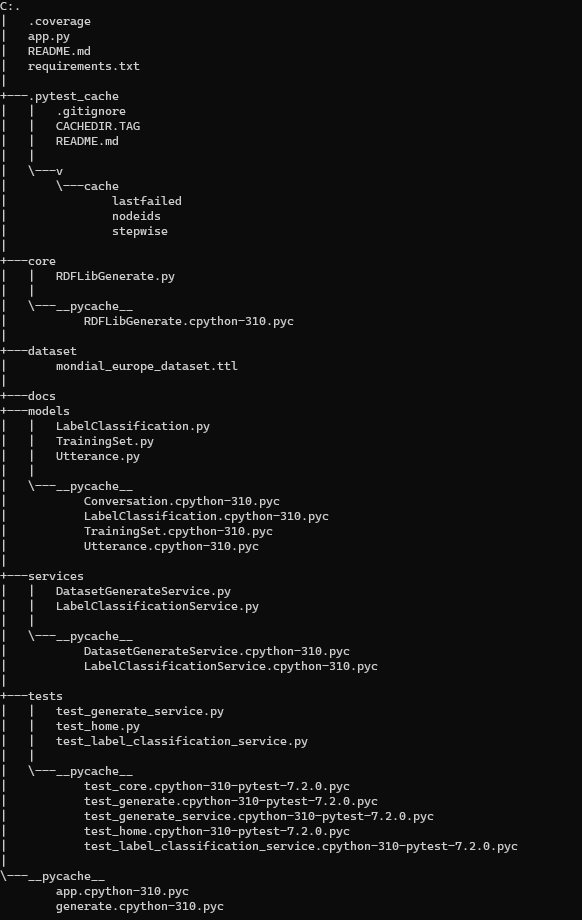 C:.
|   .coverage
|   app.py
|   README.md
|   requirements.txt
|
+---.pytest_cache
|   |   .gitignore
|   |   CACHEDIR.TAG
|   |   README.md
|   |
|   \---v
|       \---cache
|               lastfailed
|               nodeids
|               stepwise
|
+---core
|   |   RDFLibGenerate.py
|   |
|   \---__pycache__
|           RDFLibGenerate.cpython-310.pyc
|
+---dataset
|       mondial_europe_dataset.ttl
|
+---docs
+---models
|   |   LabelClassification.py
|   |   TrainingSet.py
|   |   Utterance.py
|   |
|   \---__pycache__
|           Conversation.cpython-310.pyc
|           LabelClassification.cpython-310.pyc
|           TrainingSet.cpython-310.pyc
|           Utterance.cpython-310.pyc
|
+---services
|   |   DatasetGenerateService.py
|   |   LabelClassificationService.py
|   |
|   \---__pycache__
|           DatasetGenerateService.cpython-310.pyc
|           LabelClassificationService.cpython-310.pyc
|
+---tests
|   |   test_generate_service.py
|   |   test_home.py
|   |   test_label_classification_service.py
|   |
|   \---__pycache__
|           test_core.cpython-310-pytest-7.2.0.pyc
|           test_generate.cpython-310-pytest-7.2.0.pyc
|           test_generate_service.cpython-310-pytest-7.2.0.pyc
|           test_home.cpython-310-pytest-7.2.0.pyc
|           test_label_classification_service.cpython-310-pytest-7.2.0.pyc
|
\---__pycache__
        app.cpython-310.pyc
        generate.cpython-310.pyc